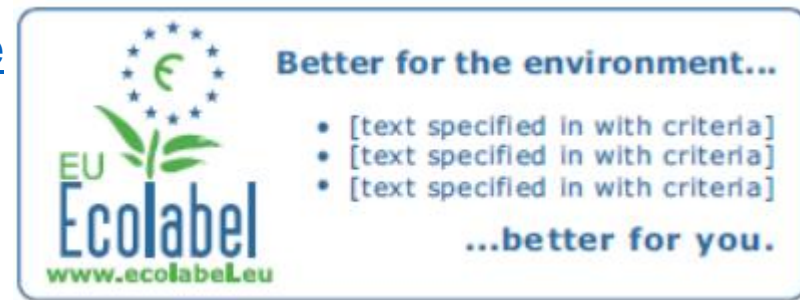 e
Better for the environment...
• [text specified in with criteria]
• [text specified in with criteria]
• [text specified in with criteria]
...better for you.
EU
Ecolabel
www.ecolabel.eu